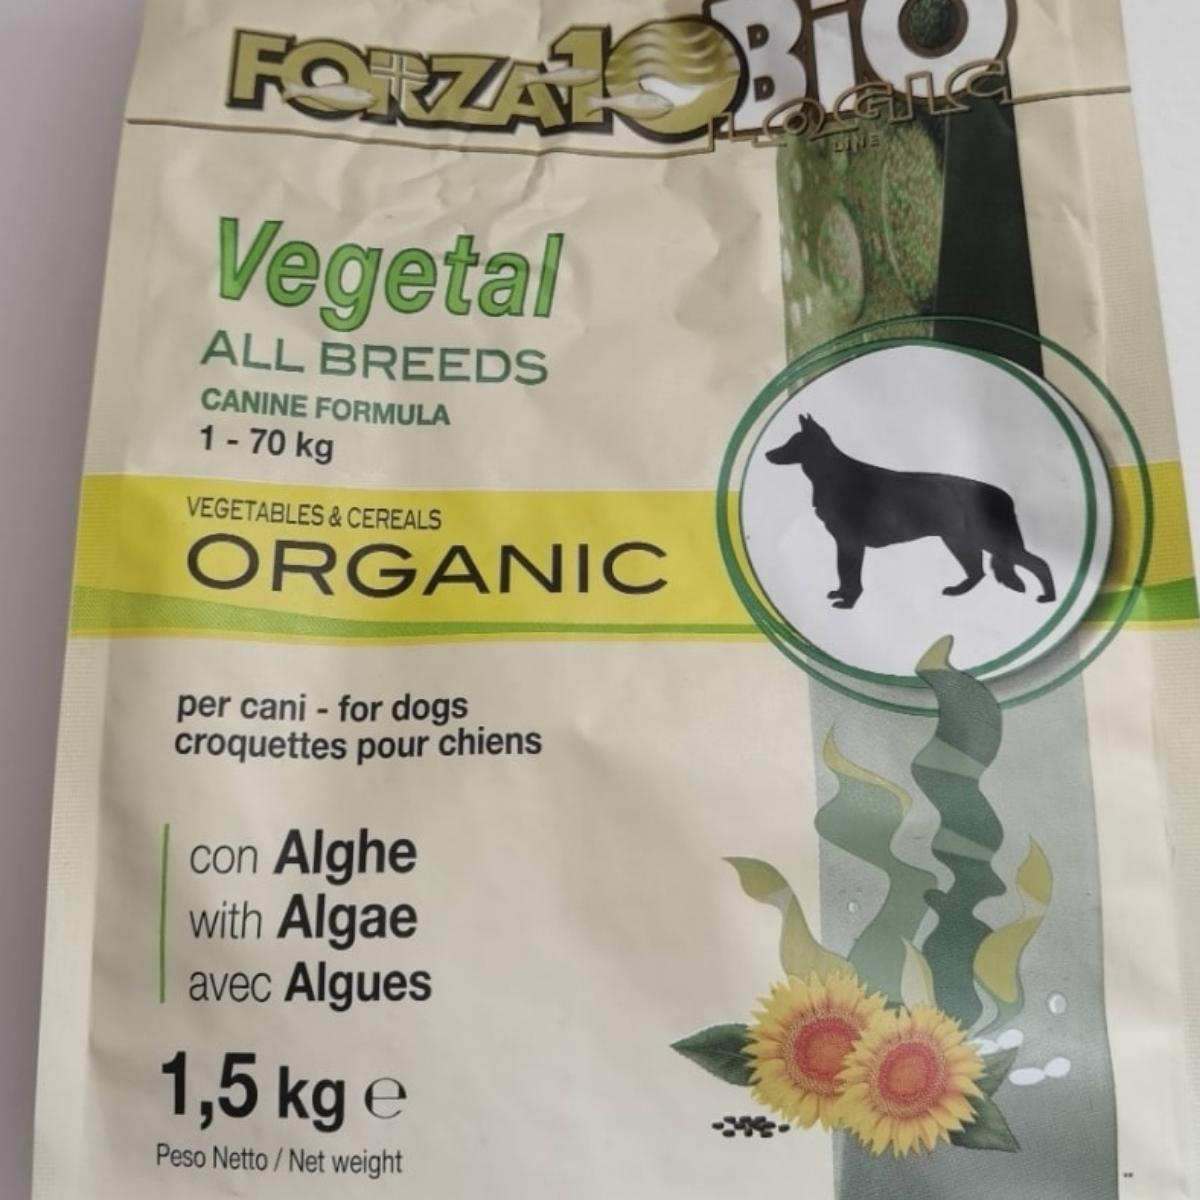 FORZA10 BiO
LOGIC
LINE
Vegetal
ALL BREEDS
CANINE FORMULA
1 - 70 kg
VEGETABLES & CEREALS
ORGANIC
per cani - for dogs
croquettes pour chiens
con Alghe
with Algae
avec Algues
1,5 kg ℮
Peso Netto / Net weight